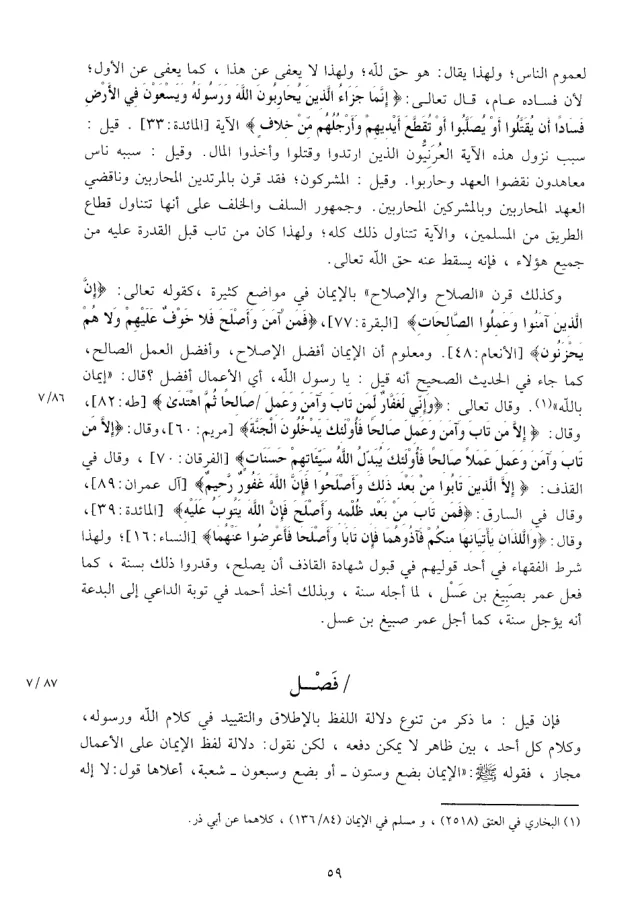 لعموم الناس؛ ولهذا يقال: هو حق لله؛ ولهذا لا يعفى عن هذا ، كما يعفى عن الأول؛
لأن فساده عـام، قـال تعالـى:﴿ إِنَّمَا جَزَاءُ الَّذِينَ يُحَارِبُونَ اللَّهَ وَرَسُولَهُ وَيَسْعَوْنَ فِي الأَرْضِ
فَسَادًا أَن يُقَتَّلُوا أَوْ يُصَلَّبُوا أَوْ تُقَطَّعَ أَيْدِيهِمْ وَأَرْجُلُهُم مِّنْ خِلافٍ ﴾ الآية [المائدة:٣٣] . قيل :
سبب نزول هذه الآية العُرَنِيُّون الذين ارتدوا وقتلوا وأخذوا المال. وقيل : سببه ناس
معاهدون نقضوا العهد وحاربوا. وقيل : المشركون؛ فقد قرن بالمرتدين المحاربين وناقضي
العهد المحاربين وبالمشركين المحاربين. وجمهور السلف والخلف على أنها تتناول قطاع
الطريق من المسلمين، والآية تتناول ذلك كله؛ ولهذا كان من تاب قبل القدرة عليه من
جميع هؤلاء ، فإنه يسقط عنه حق الله تعالى.
وكذلك قرن «الصلاح والإصلاح» بالإيمان في مواضع كثيرة ،كقوله تعالى: ﴿إِنَّ
الَّذِينَ آمَنُوا وَعَمِلُوا الصَّالِحَاتِ﴾ [البقرة:٢٧٧]،﴿فَمَنْ آمَنَ وَأَصْلَحَ فَلا خَوْفٌ عَلَيْهِمْ وَلا هُمْ
يَحْزَنُونَ﴾ [الأنعام:٤٨]. ومعلوم أن الإيمان أفضل الإصلاح، وأفضل العمل الصالح،
كما جاء في الحديث الصحيح أنه قيل : يا رسول الله، أي الأعمال أفضل ؟قال: «إيمان
بالله»(١). وقال تعالى :﴿وَإِنِّي لَغَفَّارٌ لِّمَن تَابَ وَآمَنَ وَعَمِلَ /صَالِحًا ثُمَّ اهْتَدَىٰ ﴾ [طه:٨٢]،
٧/٨٦
وقال: ﴿ إِلاَّ مَن تَابَ وَآمَنَ وَعَمِلَ صَالِحًا فَأُوْلَئِكَ يَدْخُلُونَ الْجَنَّةَ﴾ [مريم:٦٠]،وقال:﴿إِلاَّ مَن
تَابَ وَآمَنَ وَعَمِلَ عَمَلاً صَالِحًا فَأُوْلَئِكَ يُبَدِّلُ اللَّهُ سَيِّئَاتِهِمْ حَسَنَاتٍ﴾ [الفرقان:٧٠] ، وقال في
القذف: ﴿ إِلاَّ الَّذِينَ تَابُوا مِنْ بَعْدِ ذَلِكَ وَأَصْلَحُوا فَإِنَّ اللَّهَ غَفُورٌ رَّحِيمٌ﴾ [آل عمران:٨٩]،
وقال في السارق:﴿فَمَن تَابَ مِنْ بَعْدِ ظُلْمِهِ وَأَصْلَحَ فَإِنَّ اللَّهَ يَتُوبُ عَلَيْهِ﴾ [المائدة:٣٩]،
وقال:﴿وَاللَّذَانِ يَأْتِيَانِهَا مِنكُمْ فَآذُوهُمَا فَإِن تَابَا وَأَصْلَحَا فَأَعْرِضُوا عَنْهُمَا﴾ [النساء:١٦]؛ ولهذا
شرط الفقهاء في أحد قوليهم في قبول شهادة القاذف أن يصلح، وقدروا ذلك بسنة ، كما
فعل عمر بصَبِيغ بن عَسْل ، لما أجله سنة ، وبذلك أخذ أحمد في توبة الداعي إلى البدعة
أنه يؤجل سنة، كما أجل عمر صبيغ بن عسل.
/ فَصْــل
٧/٨٧
فإن قيل : ما ذكر من تنوع دلالة اللفظ بالإطلاق والتقييد في كلام الله ورسوله،
وكلام كل أحد ، بين ظاهر لا يمكن دفعه ، لكن نقول: دلالة لفظ الإيمان على الأعمال
مجاز ، فقوله ﷺ:«الإيمان بضع وستون ـ أو بضع وسبعون ـ شعبة، أعلاها قول:لا إله
(١) البخاري في العتق (٢٥١٨) ، و مسلم في الإيمان (١٣٦/٨٤) ، كلاهما عن أبي ذر.
٥٩